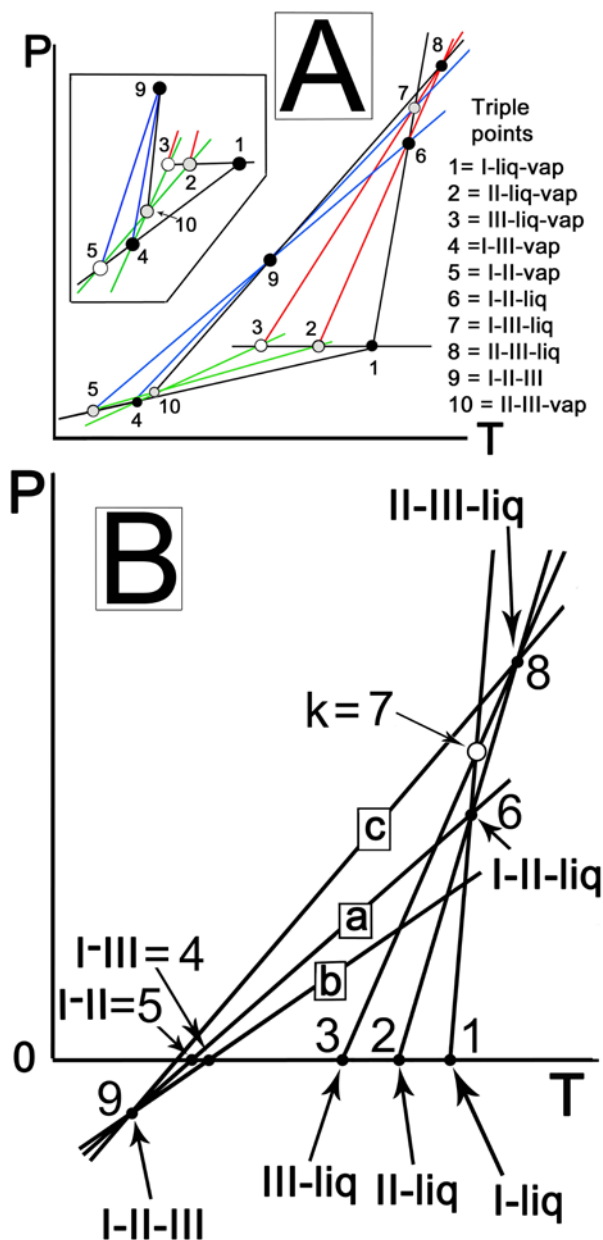 P
A
8
7
6
9
3
1
2
10
5
4
Triple
points
1= I-liq-vap
2 = II-liq-vap
3 = III-liq-vap
4 =I-III-vap
5 = I-II-vap
6 = I-II-liq
7 = I-III-liq
8 = II-III-liq
9 = I-II-III
10 = II-III-vap
9
3
2
1
5
4
10
T
P
B
II-III-liq
8
k = 7
c
6
I-II-liq
a
b
I-III= 4
I-II=5
0
3
2
1
T
9
III-liq
II-liq
I-liq
I-II-III